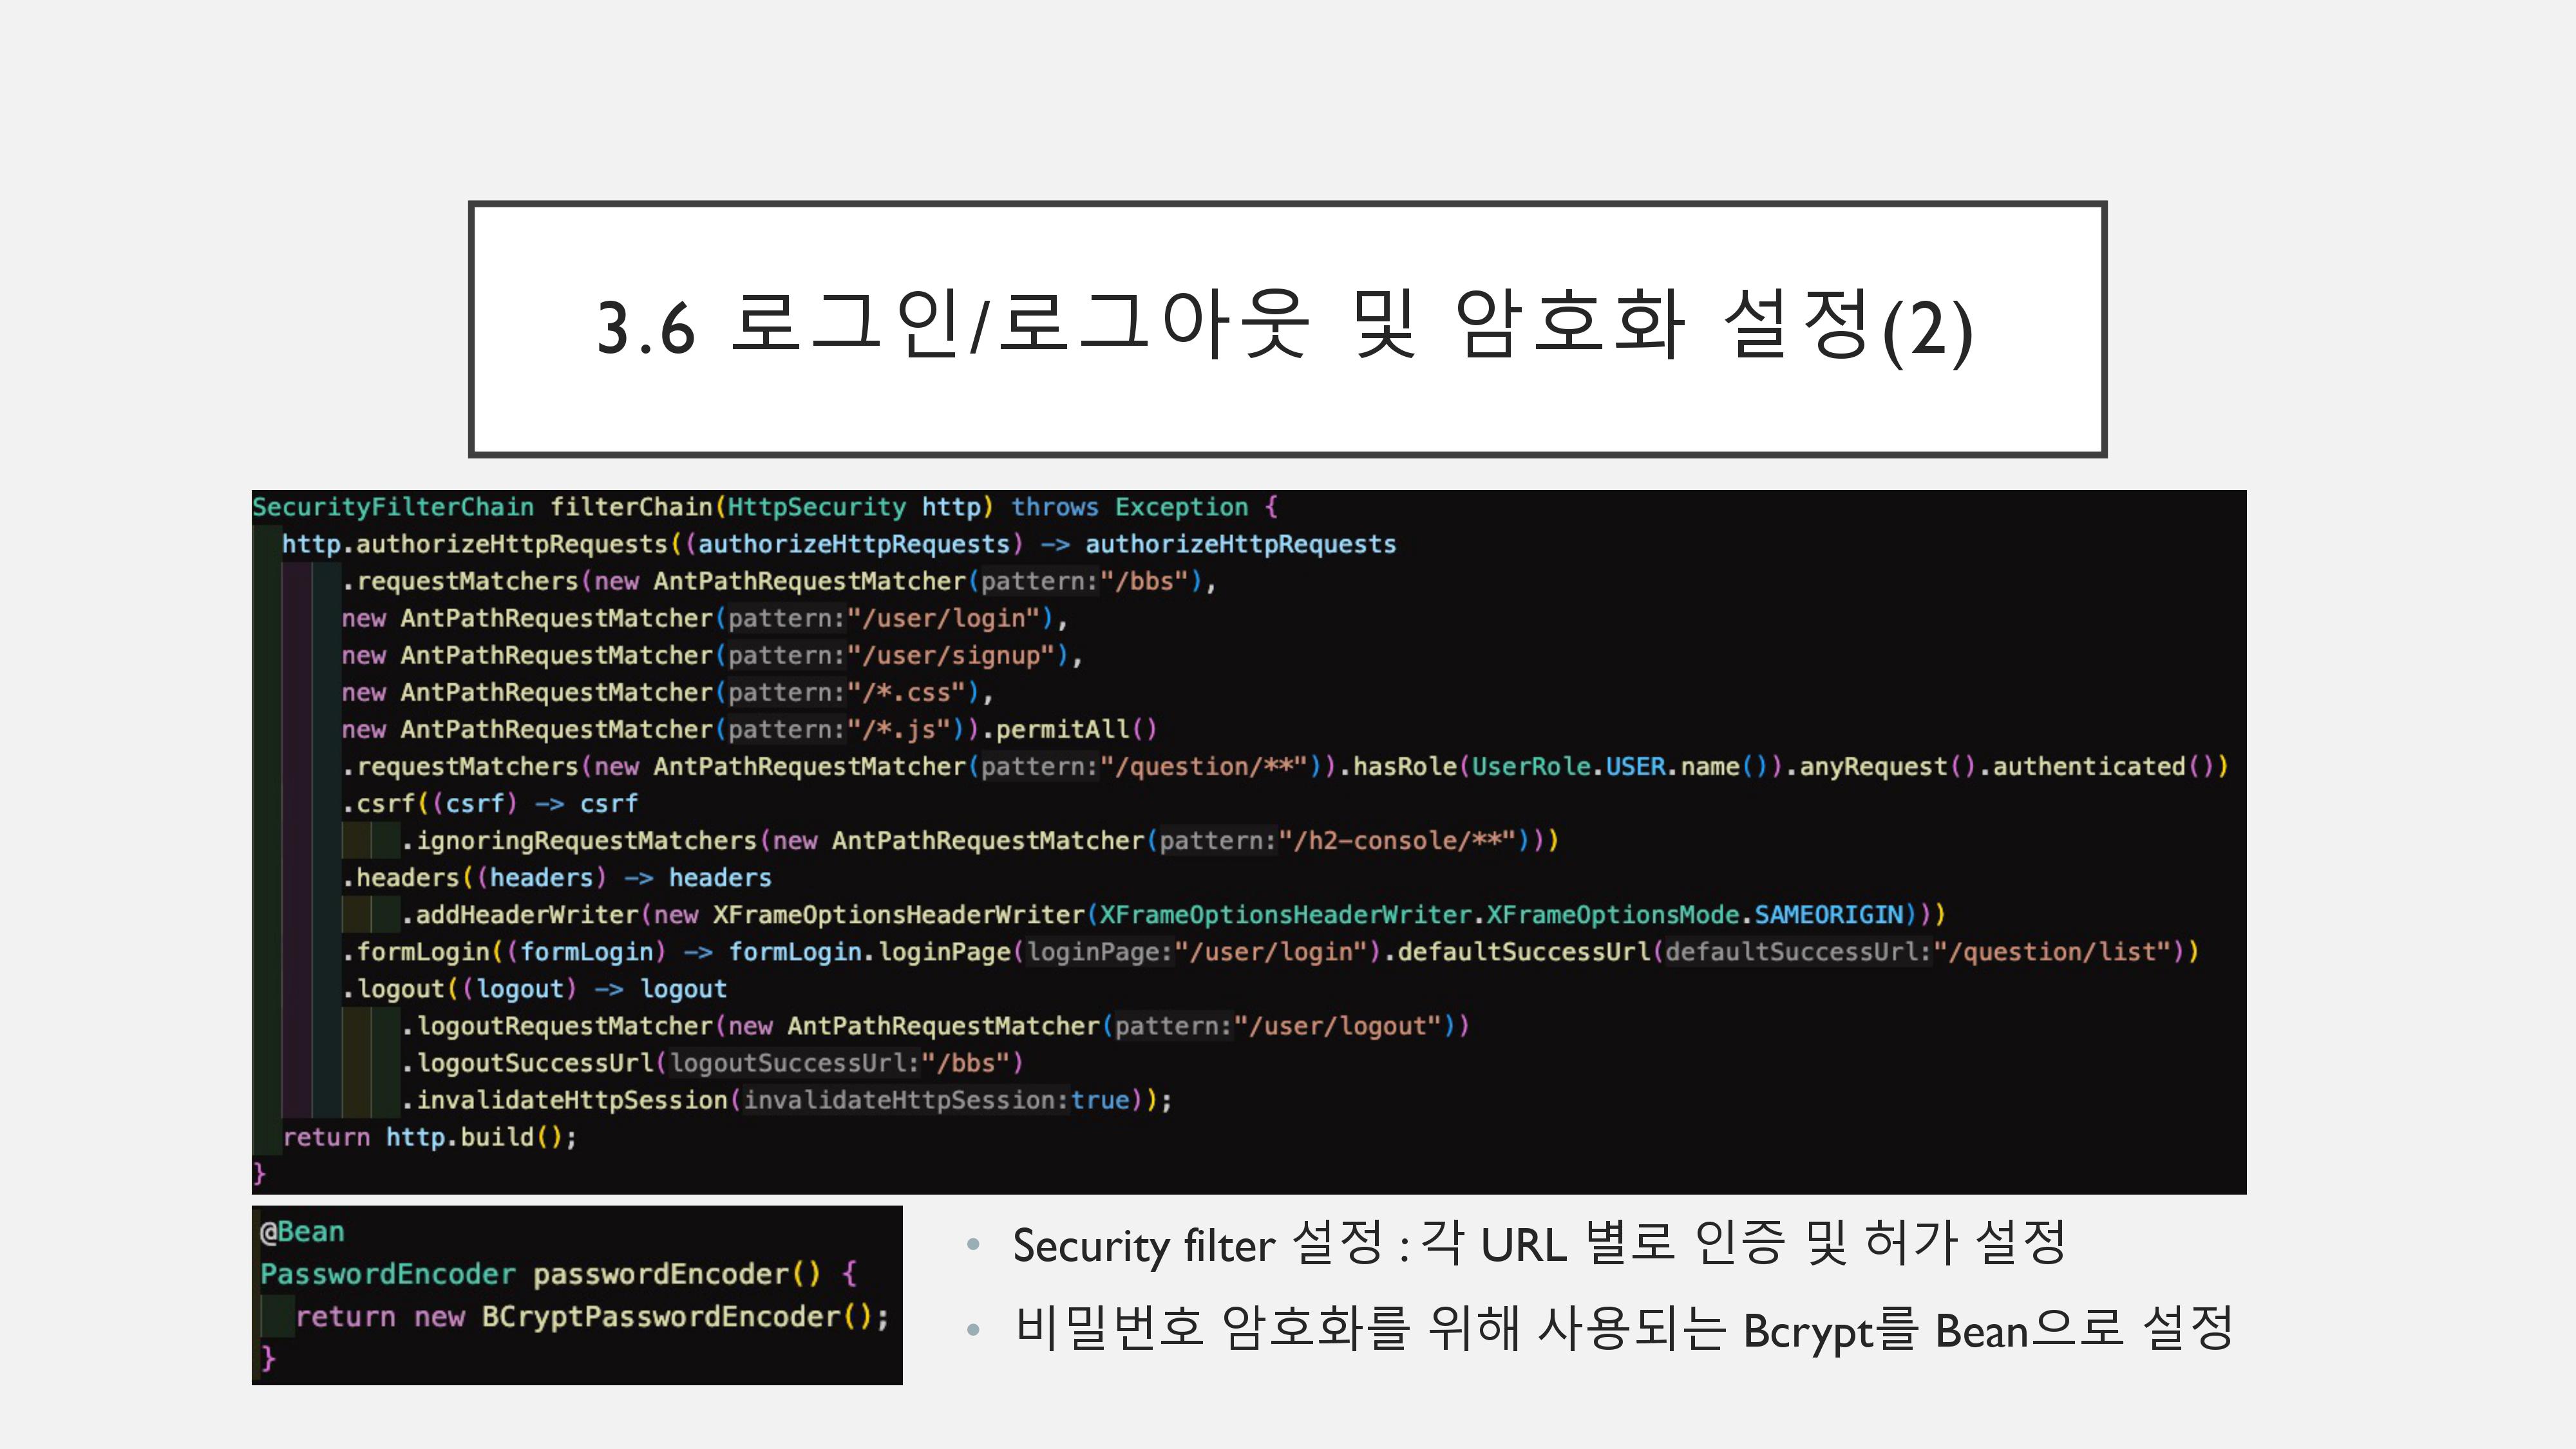 3.6 로그인/로그아웃 및 암호화 설정(2)
SecurityFilterChain filterChain(HttpSecurity http) throws Exception {
http.authorizeHttpRequests((authorizeHttpRequests) -> authorizeHttpRequests
.requestMatchers(new AntPathRequestMatcher(pattern:"/bbs"),
new AntPathRequestMatcher(pattern:"/user/login"),
new AntPathRequestMatcher(pattern:"/user/signup"),
new AntPathRequestMatcher(pattern:"/*.css"),
new AntPathRequestMatcher(pattern:"/*.js")).permitAll()
.requestMatchers(new AntPathRequestMatcher(pattern:"/question/**")).hasRole(UserRole.USER.name()).anyRequest().authenticated())
.csrf((csrf) -> csrf
.ignoringRequestMatchers(new AntPathRequestMatcher(pattern:"/h2-console/**")))
.headers((headers) -> headers
.addHeaderWriter(new XFrameOptionsHeaderWriter(XFrameOptionsHeaderWriter.XFrameOptionsMode.SAMEORIGIN)))
.formLogin((formLogin) -> formLogin.loginPage(loginPage:"/user/login").defaultSuccessUrl(defaultSuccessUrl:"/question/list"))
.logout((logout) -> logout
.logoutRequestMatcher(new AntPathRequestMatcher(pattern:"/user/logout"))
.logoutSuccessUrl(logoutSuccessUrl:"/bbs")
.invalidateHttpSession(invalidateHttpSession:true));
return http.build();
}
@Bean
PasswordEncoder passwordEncoder() {
return new BCryptPasswordEncoder();
}
• Security filter 설정 : 각 URL 별로 인증 및 허가 설정
• 비밀번호 암호화를 위해 사용되는 Bcrypt를 Bean으로 설정